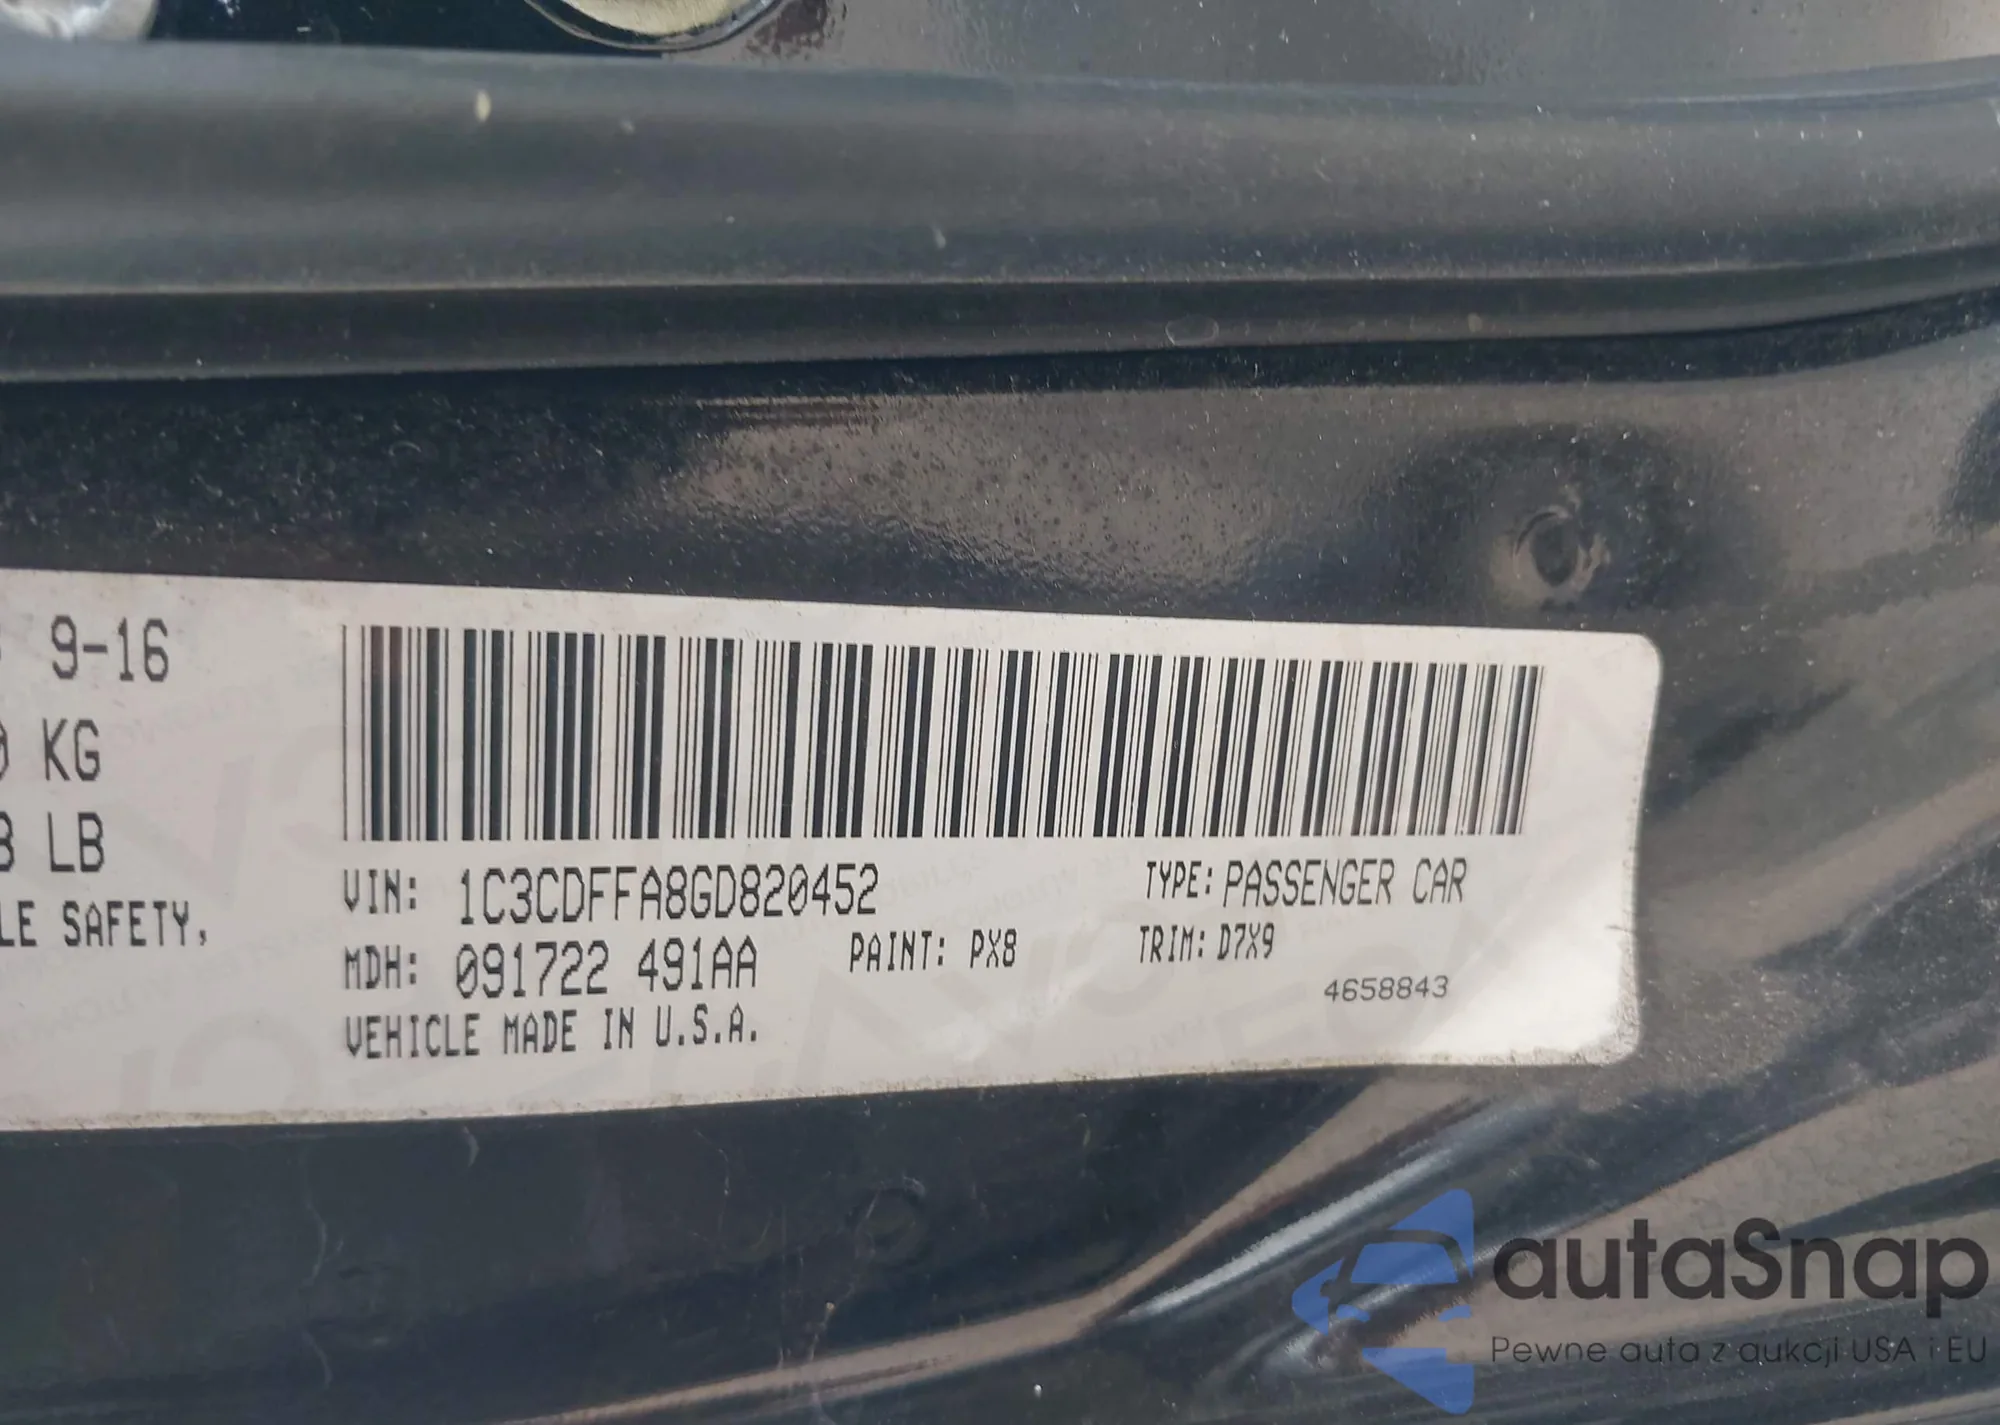 9-16
KG
LB
LE SAFETY,
VIN: 1C3CDFFA8GD820452
TYPE: PASSENGER CAR
MDH: 091722 491AA
PAINT: PX8
TRIM: D7X9
4658843
VEHICLE MADE IN U.S.A.
autaSnap
Pewne auta z aukcji USA i EU